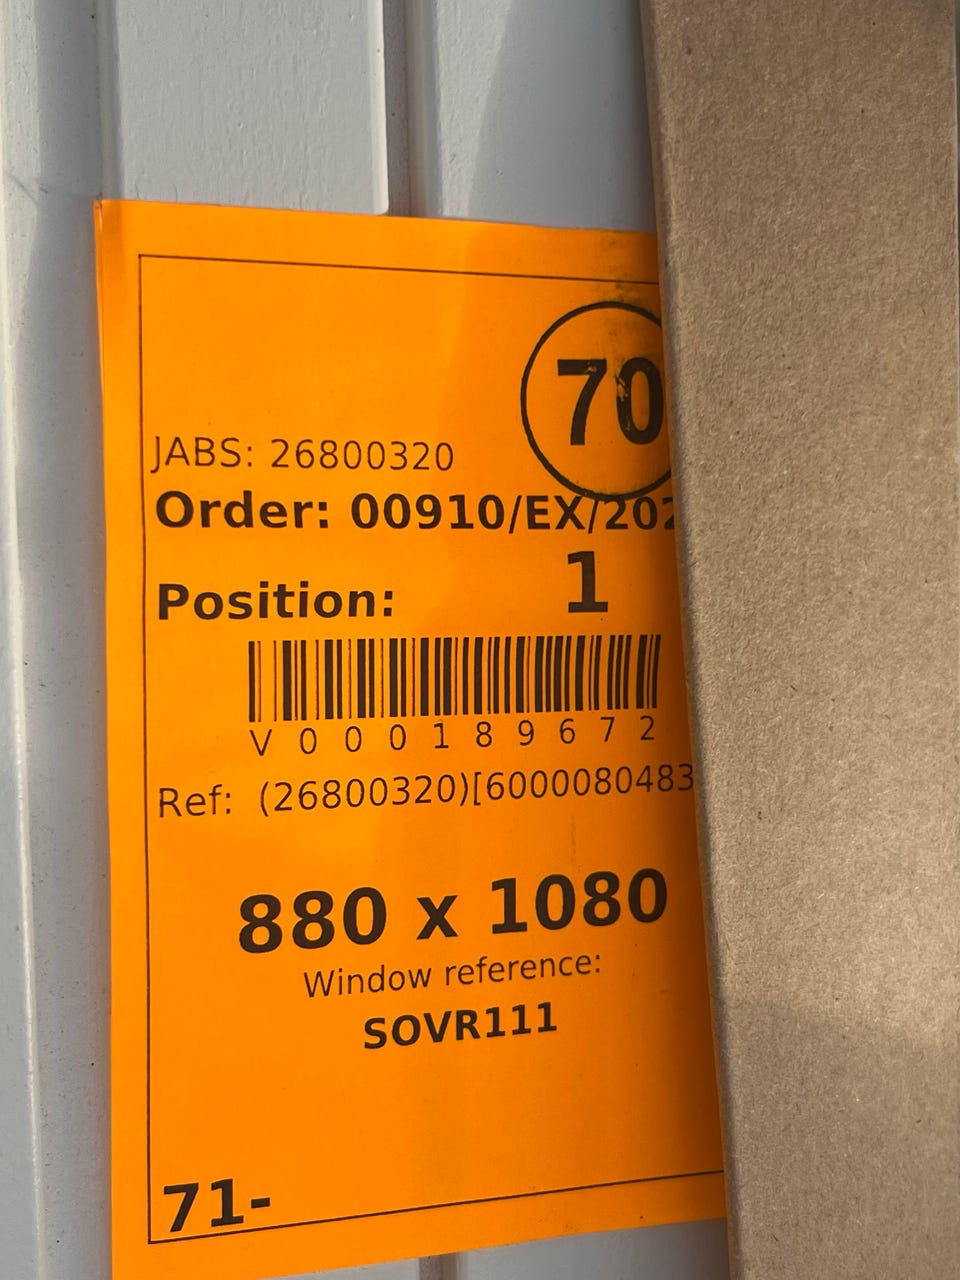 70
JABS: 26800320
Order: 00910/EX/202
Position: 1
V000189672
Ref: (26800320)[6000080483
880 x 1080
Window reference:
SOVR111
71-